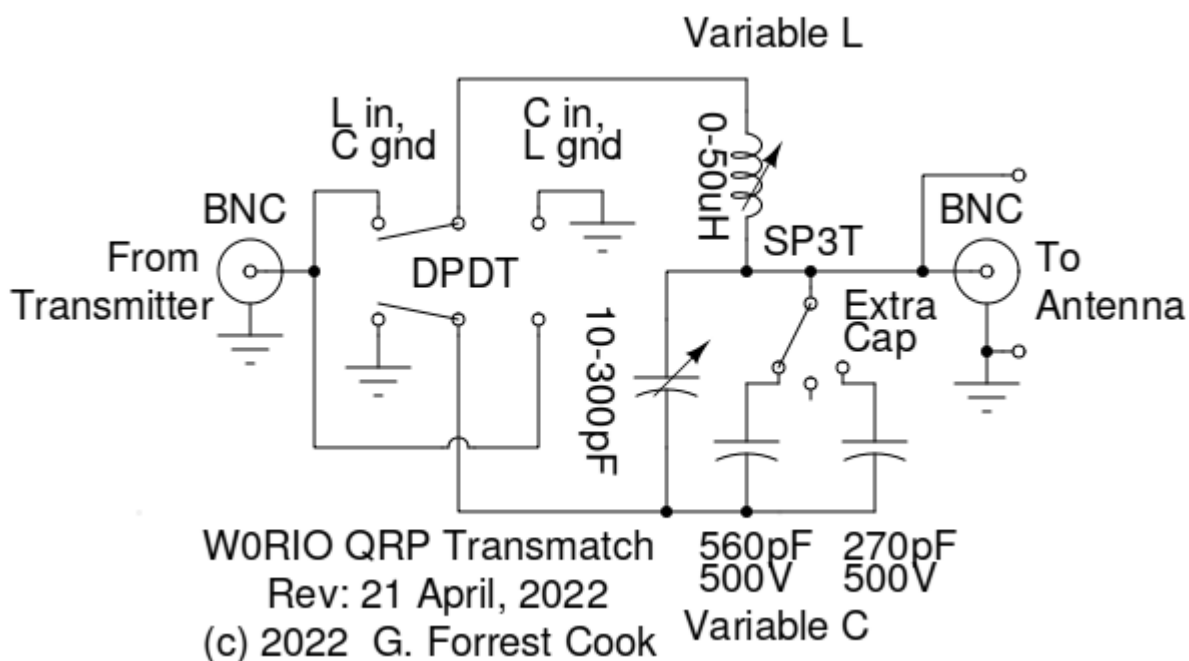 Variable L
L in,
C gnd
C in,
L gnd
0-50uH
BNC
From
Transmitter
DPDT
SP3T
Extra
Cap
BNC
To
Antenna
10-300pF
560pF
500V
270pF
500V
Variable C
W0RIO QRP Transmatch
Rev: 21 April, 2022
(c) 2022 G. Forrest Cook